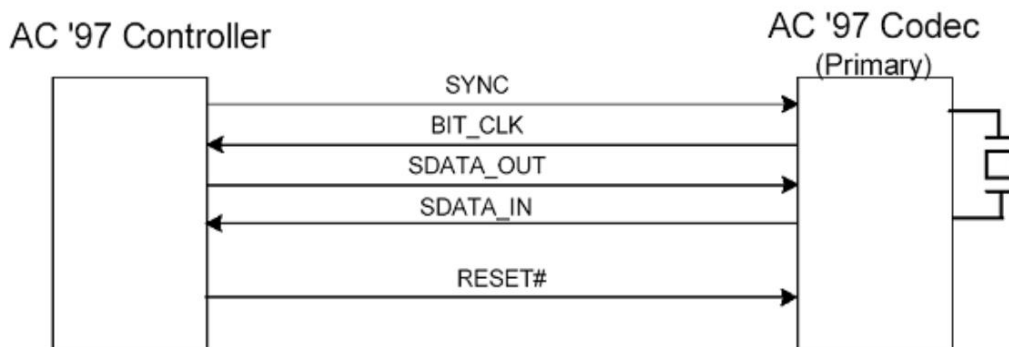 AC '97 Controller
AC '97 Codec
(Primary)
SYNC
BIT_CLK
SDATA_OUT
SDATA_IN
RESET#